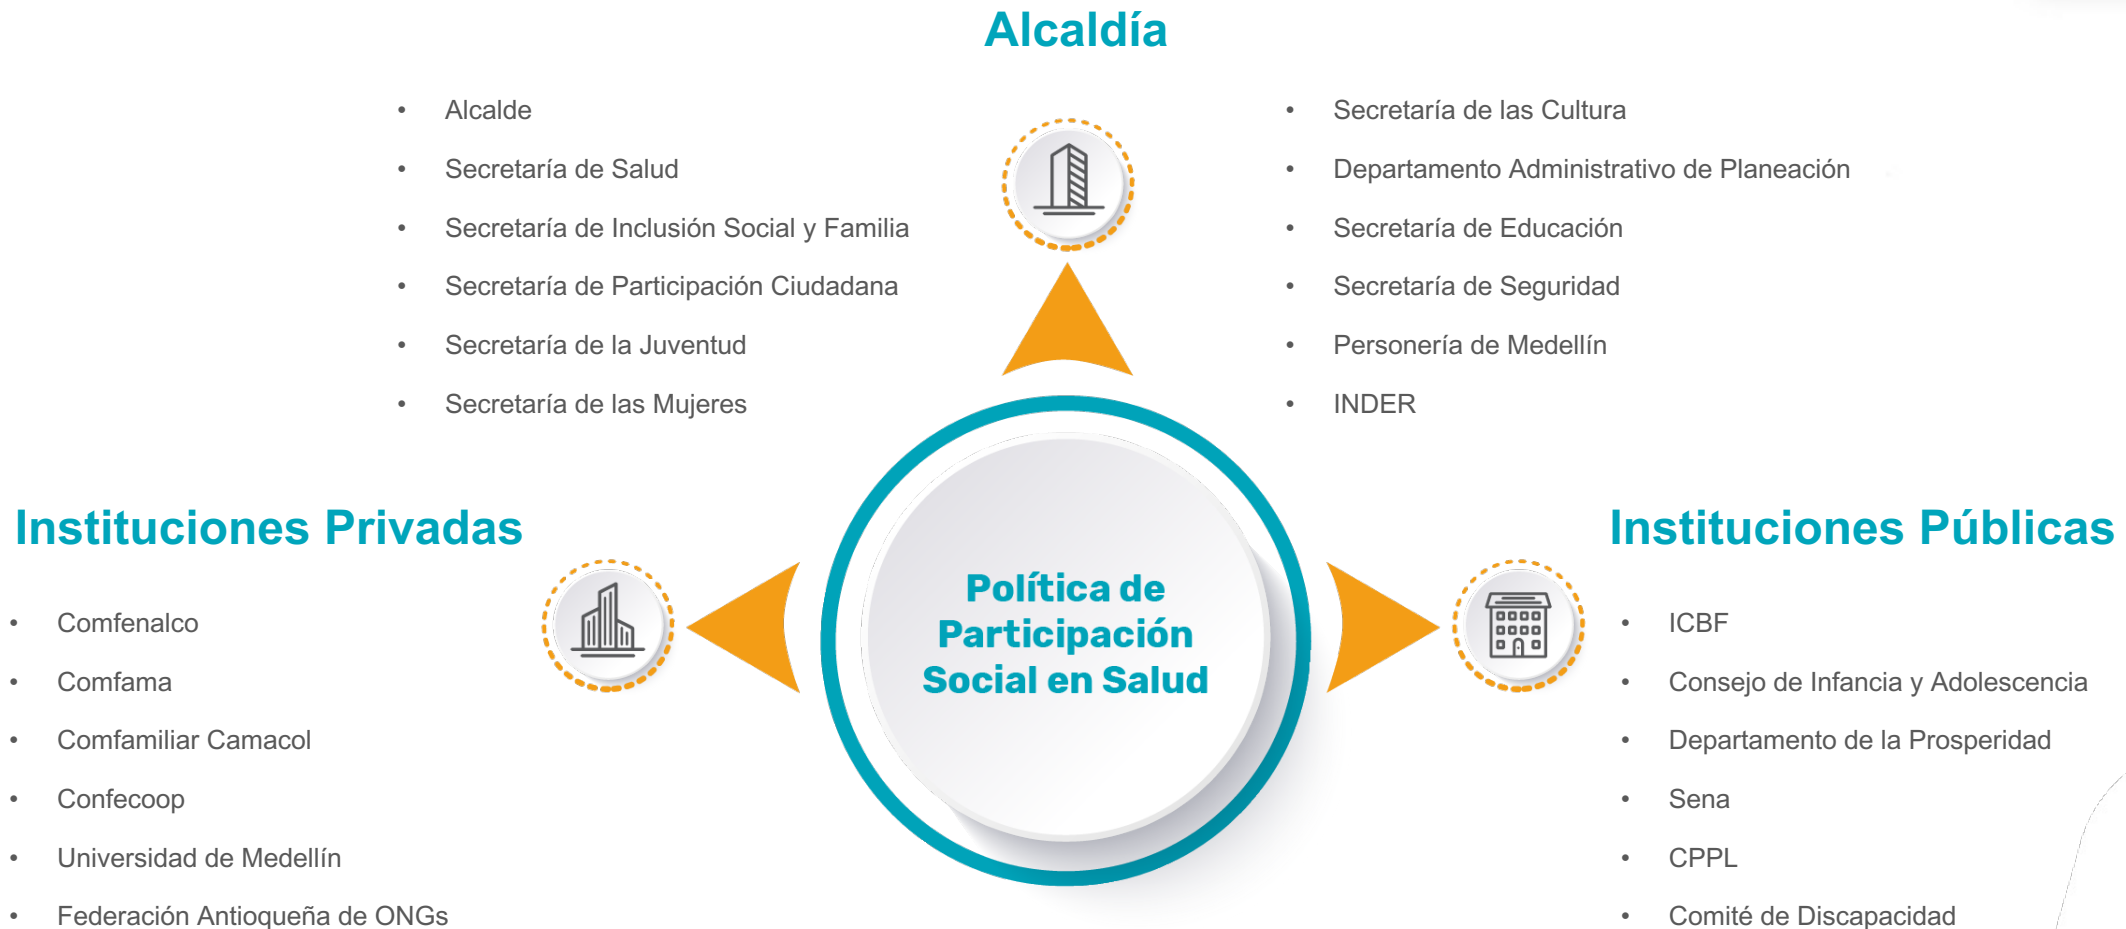 Alcaldía
• Alcalde
• Secretaría de Salud
• Secretaría de Inclusión Social y Familia
• Secretaría de Participación Ciudadana
• Secretaría de la Juventud
• Secretaría de las Mujeres
• Secretaría de las Cultura
• Departamento Administrativo de Planeación
• Secretaría de Educación
• Secretaría de Seguridad
• Personería de Medellín
• INDER
Instituciones Privadas
• Comfenalco
• Comfama
• Comfamiliar Camacol
• Confecoop
• Universidad de Medellín
• Federación Antioqueña de ONGs
Política de
Participación
Social en Salud
Instituciones Públicas
• ICBF
• Consejo de Infancia y Adolescencia
• Departamento de la Prosperidad
• Sena
• CPPL
• Comité de Discapacidad